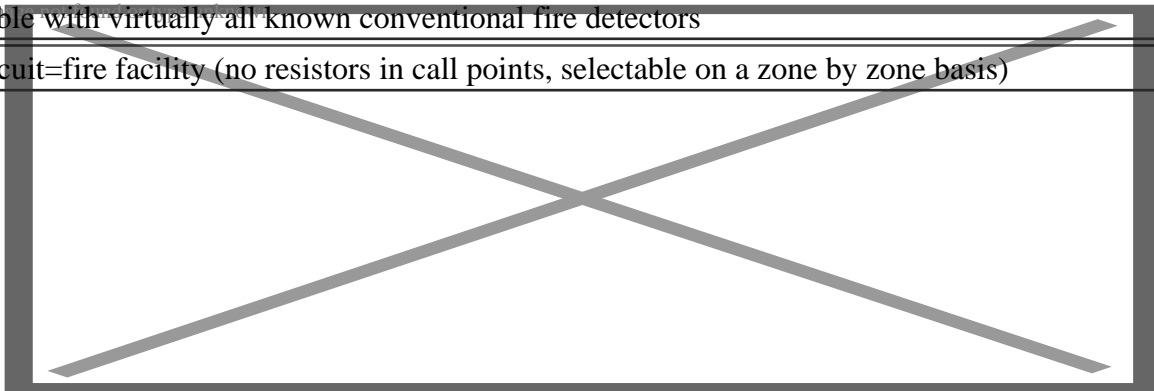 ble with virtually all known conventional fire detectors
cuit=fire facility (no resistors in call points, selectable on a zone by zone basis)